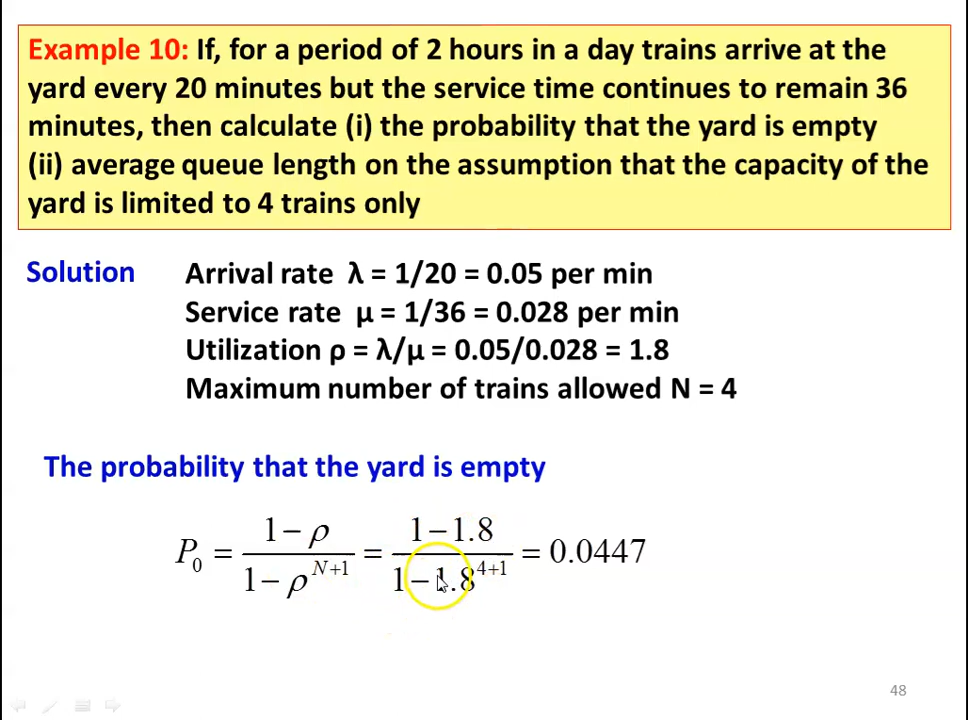 Example 10: If, for a period of 2 hours in a day trains arrive at the
yard every 20 minutes but the service time continues to remain 36
minutes, then calculate (i) the probability that the yard is empty
(ii) average queue length on the assumption that the capacity of the
yard is limited to 4 trains only
Solution
Arrival rate λ = 1/20 = 0.05 per min
Service rate μ = 1/36 = 0.028 per min
Utilization ρ = λ/μ = 0.05/0.028 = 1.8
Maximum number of trains allowed N = 4
The probability that the yard is empty
P₀ = (1 − ρ)/(1 − ρ^(N+1)) = (1 − 1.8)/(1 − 1.8^(4+1)) = 0.0447
48